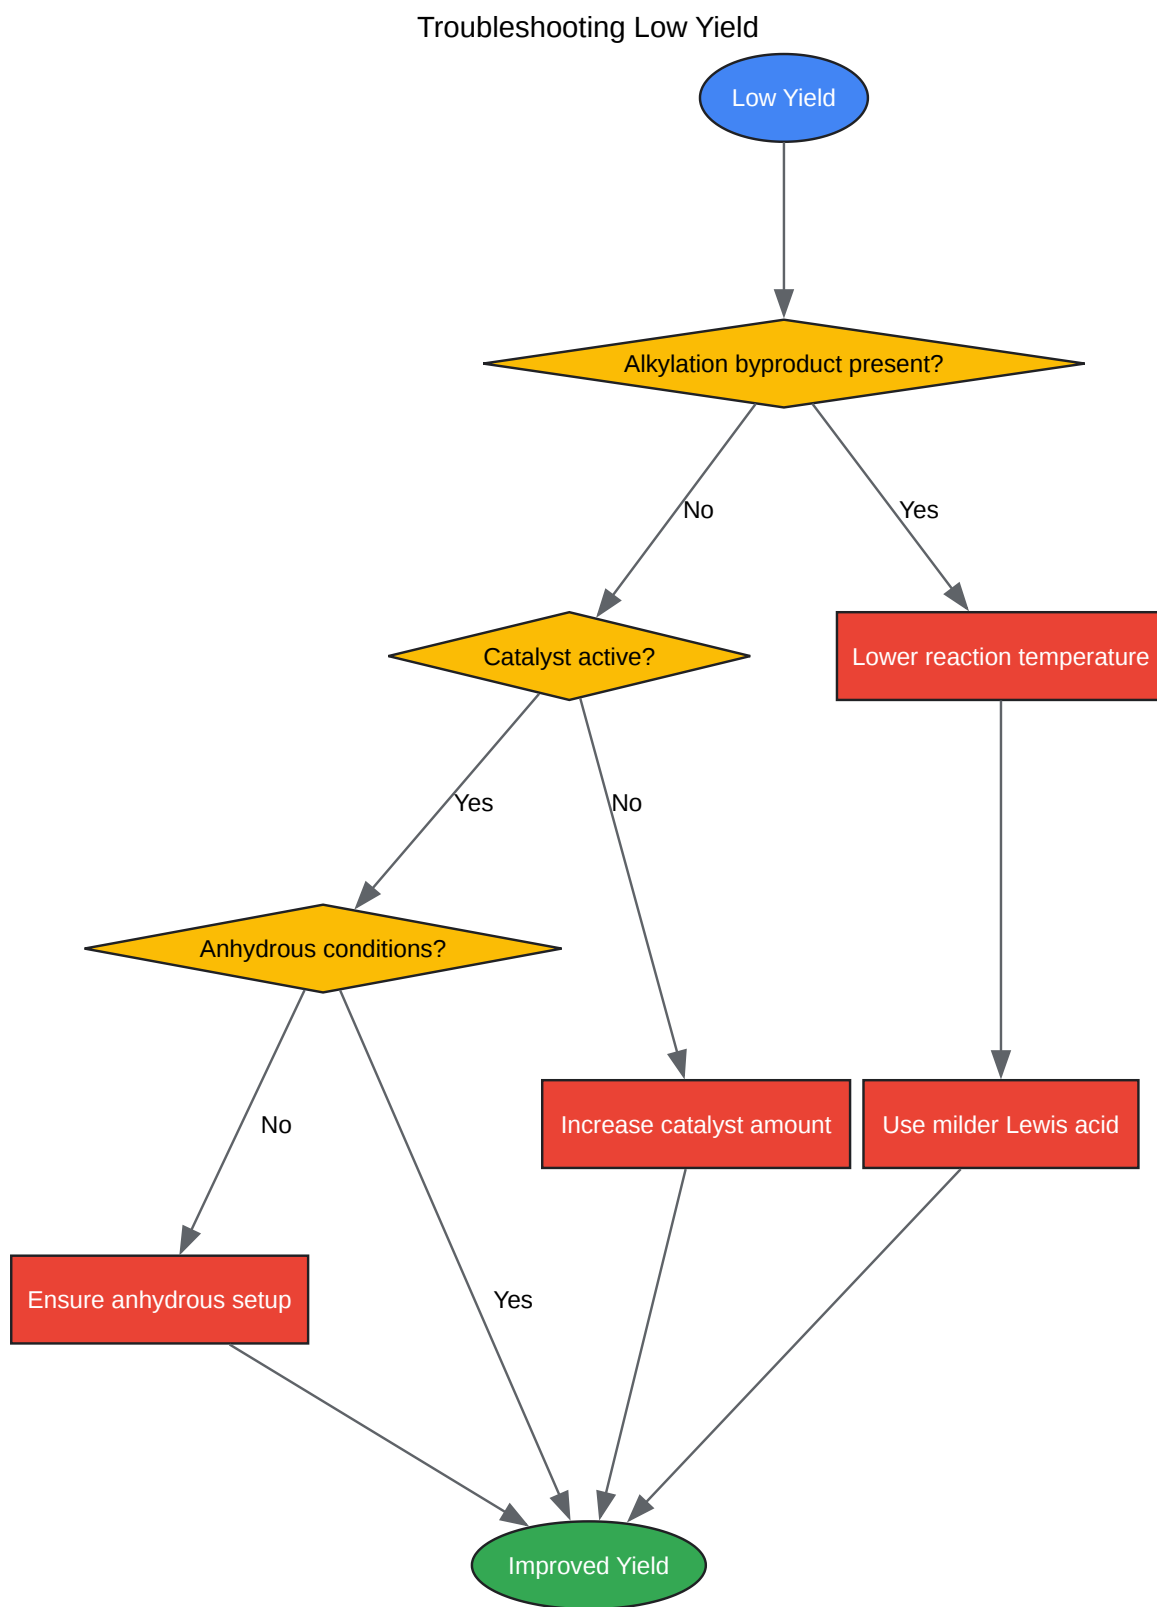 Troubleshooting Low Yield
Low Yield
Alkylation byproduct present?
No
Yes
Catalyst active?
Lower reaction temperature
Yes
No
Anhydrous conditions?
Increase catalyst amount
Use milder Lewis acid
No
Ensure anhydrous setup
Yes
Improved Yield